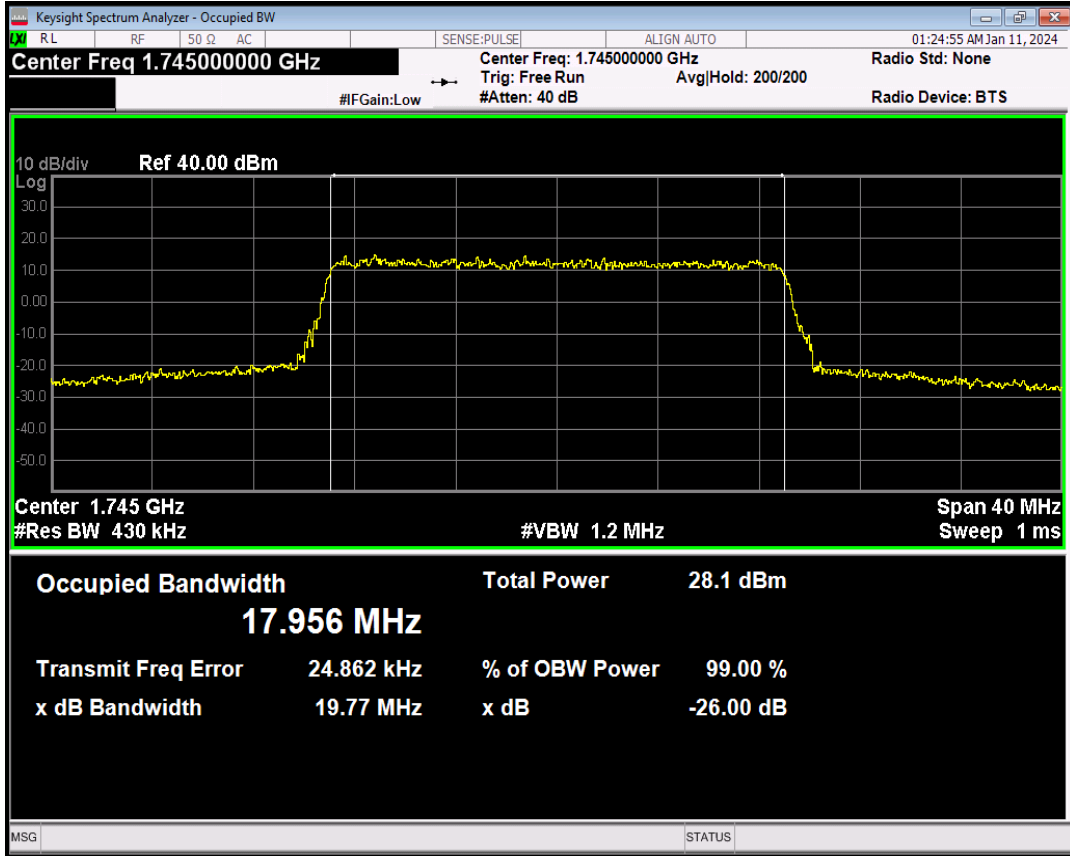 Keysight Spectrum Analyzer - Occupied BW
LXI RL RF 50 Ω AC SENSE:PULSE ALIGN AUTO 01:24:55 AM Jan 11, 2024
Center Freq 1.745000000 GHz Center Freq: 1.745000000 GHz Radio Std: None
Trig: Free Run Avg|Hold: 200/200
#IFGain:Low #Atten: 40 dB Radio Device: BTS
10 dB/div Ref 40.00 dBm
Log
30.0
20.0
10.0
0.00
-10.0
-20.0
-30.0
-40.0
-50.0
Center 1.745 GHz Span 40 MHz
#Res BW 430 kHz #VBW 1.2 MHz Sweep 1 ms
Occupied Bandwidth Total Power 28.1 dBm
17.956 MHz
Transmit Freq Error 24.862 kHz % of OBW Power 99.00 %
x dB Bandwidth 19.77 MHz x dB -26.00 dB
MSG STATUS